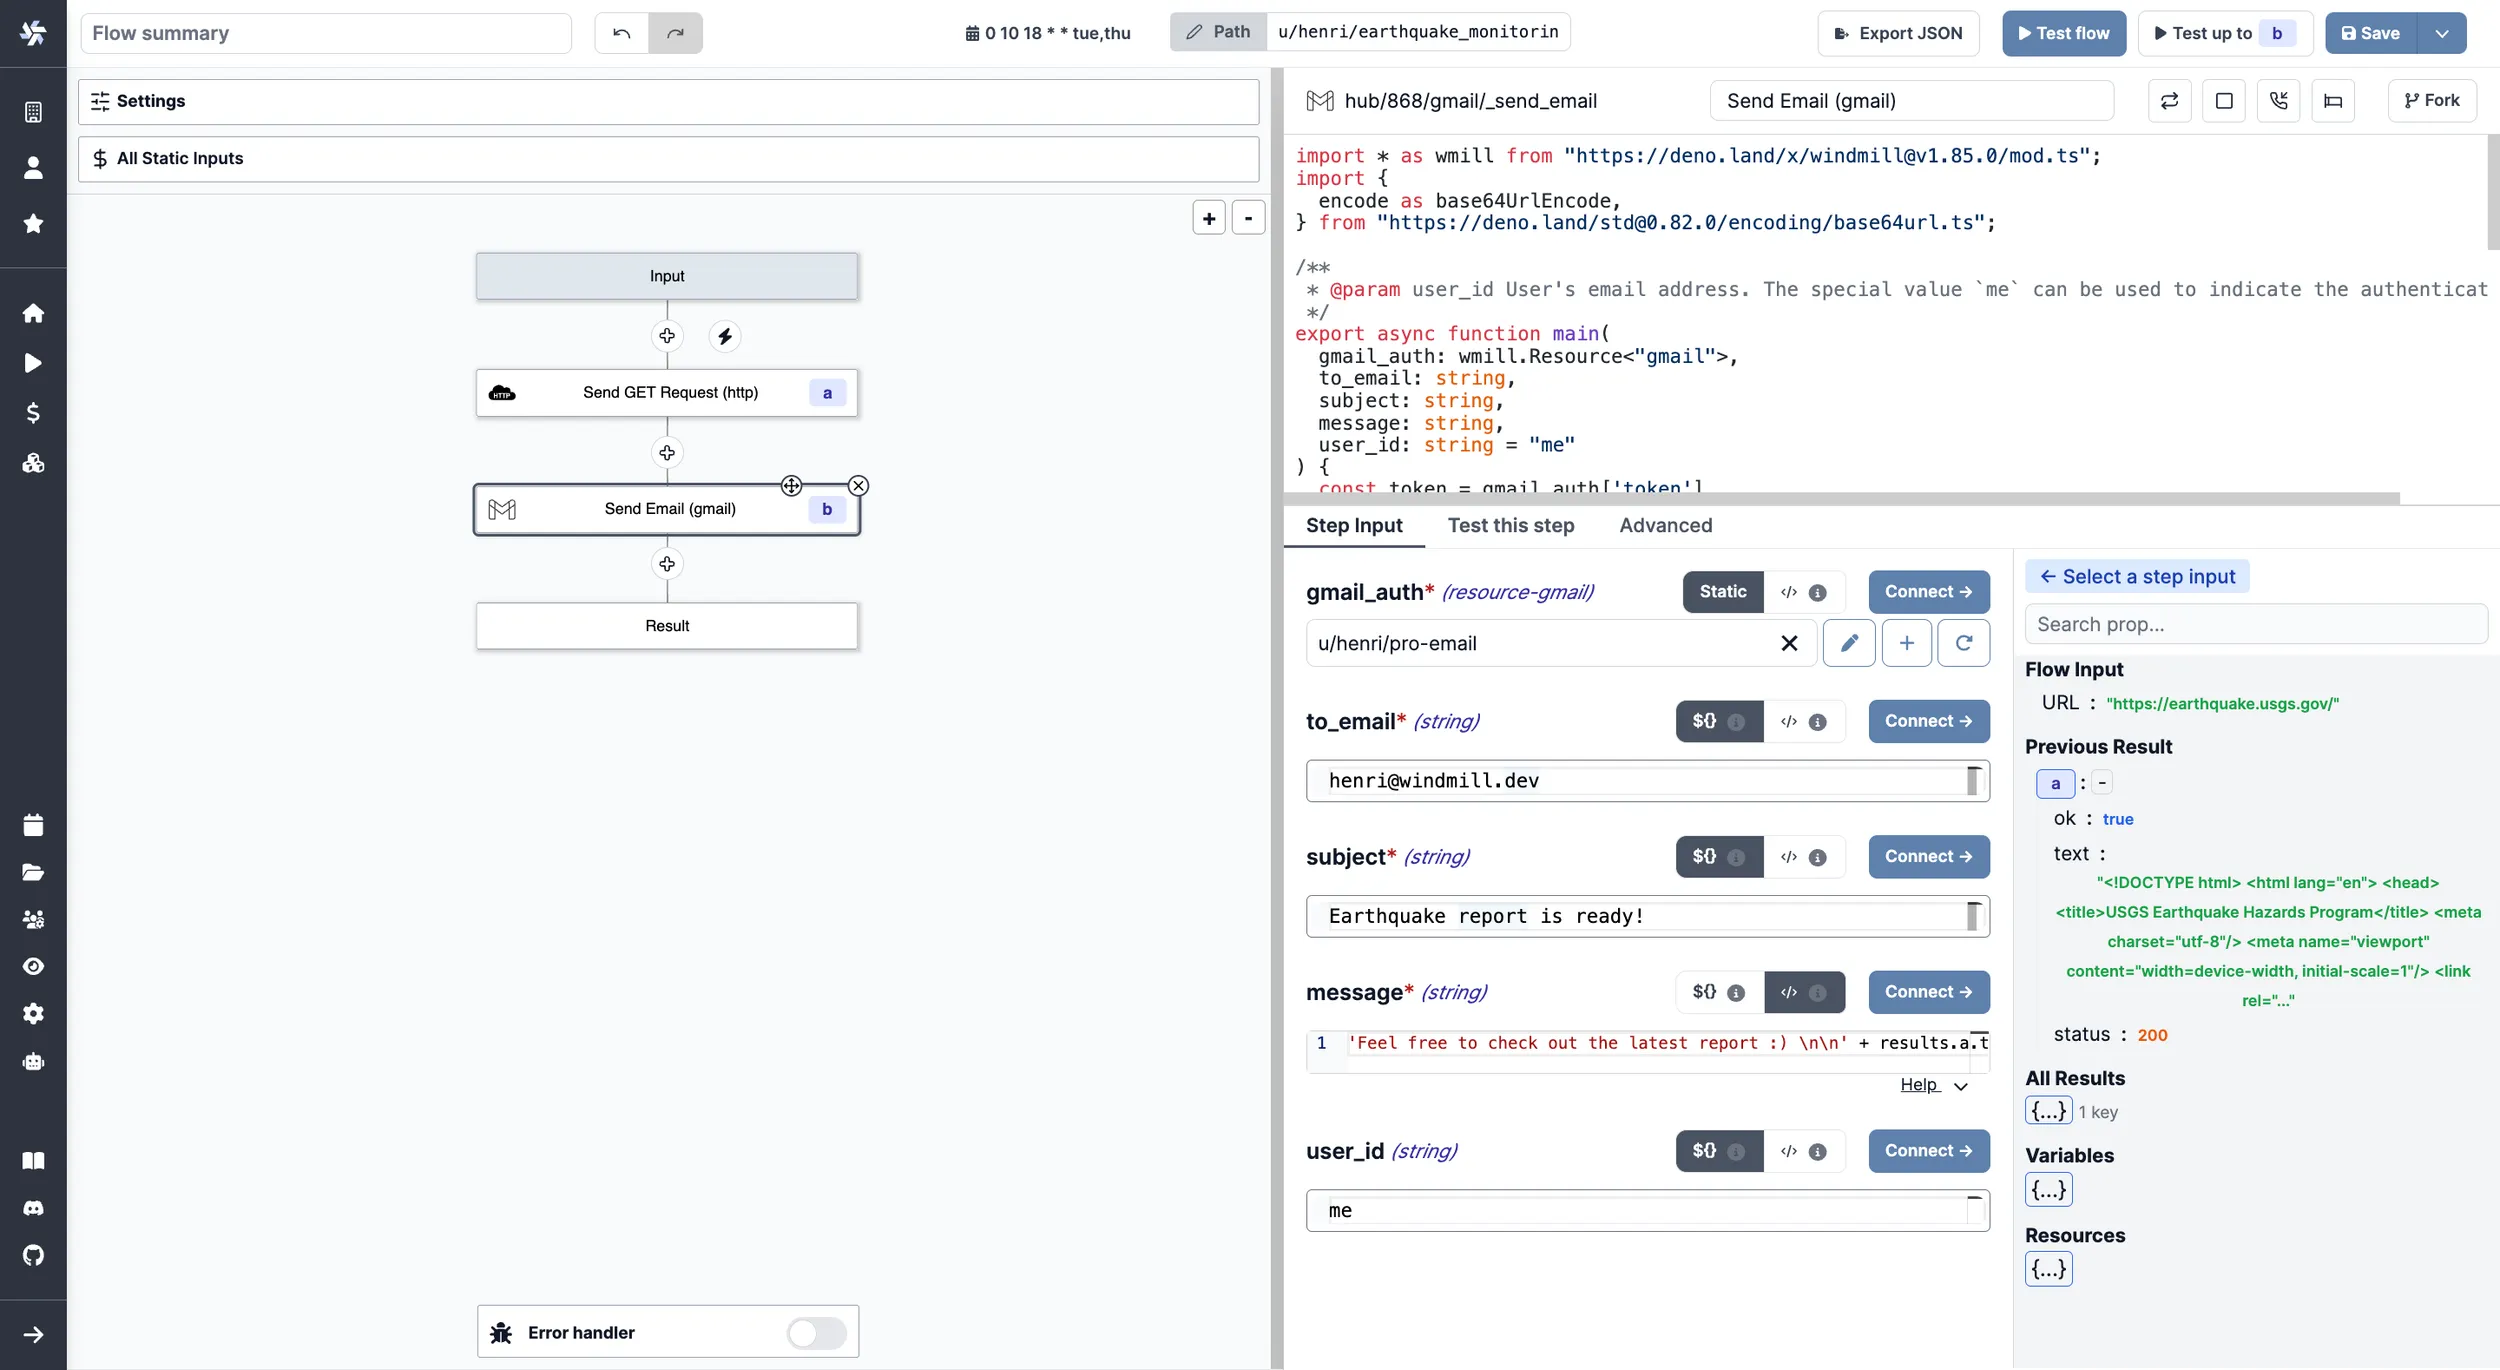 Flow summary
0 10 18 * * tue,thu
Path
u/henri/earthquake_monitorin
Export JSON
Test flow
Test up to b
Save
Settings
All Static Inputs
+
-
Input
HTTP
Send GET Request (http)
a
Send Email (gmail)
b
Result
Error handler
hub/868/gmail/_send_email
Send Email (gmail)
Fork
import * as wmill from "https://deno.land/x/windmill@v1.85.0/mod.ts";
import {
encode as base64UrlEncode,
} from "https://deno.land/std@0.82.0/encoding/base64url.ts";
/**
* @param user_id User's email address. The special value `me` can be used to indicate the authenticat
*/
export async function main(
gmail_auth: wmill.Resource<"gmail">,
to_email: string,
subject: string,
message: string,
user_id: string = "me"
) {
const token = gmail_auth['token']
Step Input
Test this step
Advanced
gmail_auth* (resource-gmail)
Static
</>
Connect →
u/henri/pro-email
to_email* (string)
${}
</>
Connect →
henri@windmill.dev
subject* (string)
${}
</>
Connect →
Earthquake report is ready!
message* (string)
${}
</>
Connect →
1
'Feel free to check out the latest report :) \n\n' + results.a.t
Help
user_id (string)
${}
</>
Connect →
me
← Select a step input
Search prop...
Flow Input
URL : "https://earthquake.usgs.gov/"
Previous Result
a : -
ok : true
text :
"<!DOCTYPE html> <html lang="en"> <head>
<title>USGS Earthquake Hazards Program</title> <meta
charset="utf-8"/> <meta name="viewport"
content="width=device-width, initial-scale=1"/> <link
rel="..."
status : 200
All Results
{...} 1 key
Variables
{...}
Resources
{...}